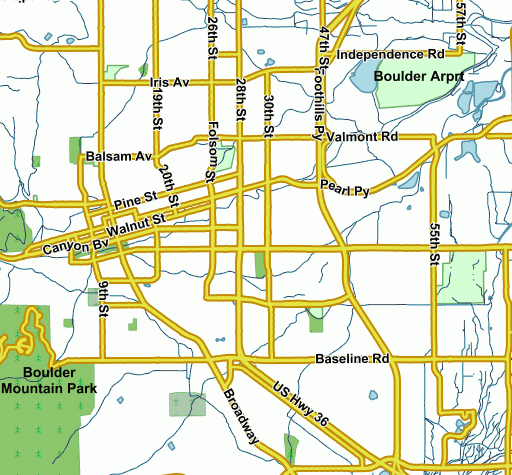 26th St
47th St
57th St
Independence Rd
Boulder Arprt
Iris Av
19th St
28th St
30th St
Foothills Py
Folsom St
Valmont Rd
Balsam Av
20th St
Pearl Py
Pine St
Walnut St
Canyon Bv
55th St
9th St
Baseline Rd
Boulder
Mountain Park
US Hwy 36
Broadway